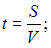 t = S/V;